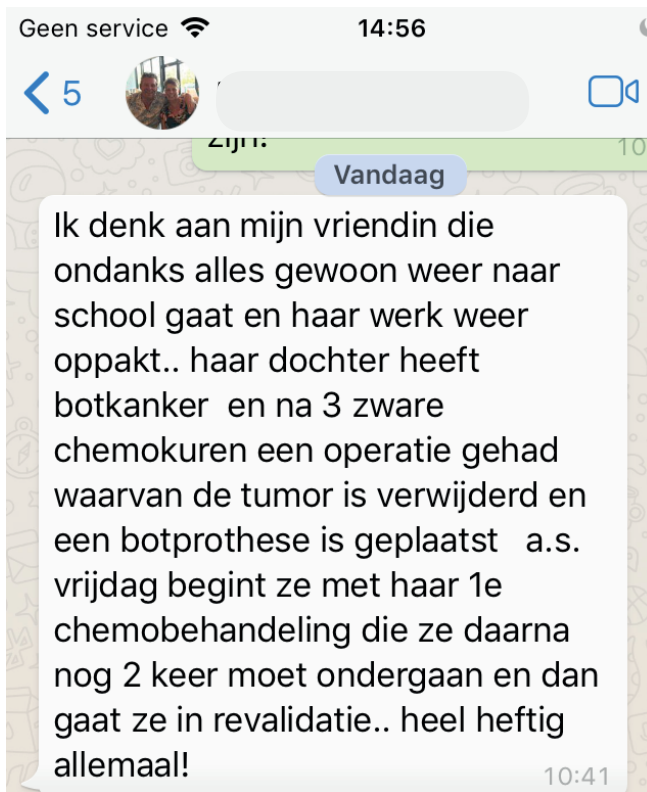 Geen service 14:56
5
zijn!
10
Vandaag
Ik denk aan mijn vriendin die
ondanks alles gewoon weer naar
school gaat en haar werk weer
oppakt.. haar dochter heeft
botkanker  en na 3 zware
chemokuren een operatie gehad
waarvan de tumor is verwijderd en
een botprothese is geplaatst   a.s.
vrijdag begint ze met haar 1e
chemobehandeling die ze daarna
nog 2 keer moet ondergaan en dan
gaat ze in revalidatie.. heel heftig
allemaal!
10:41